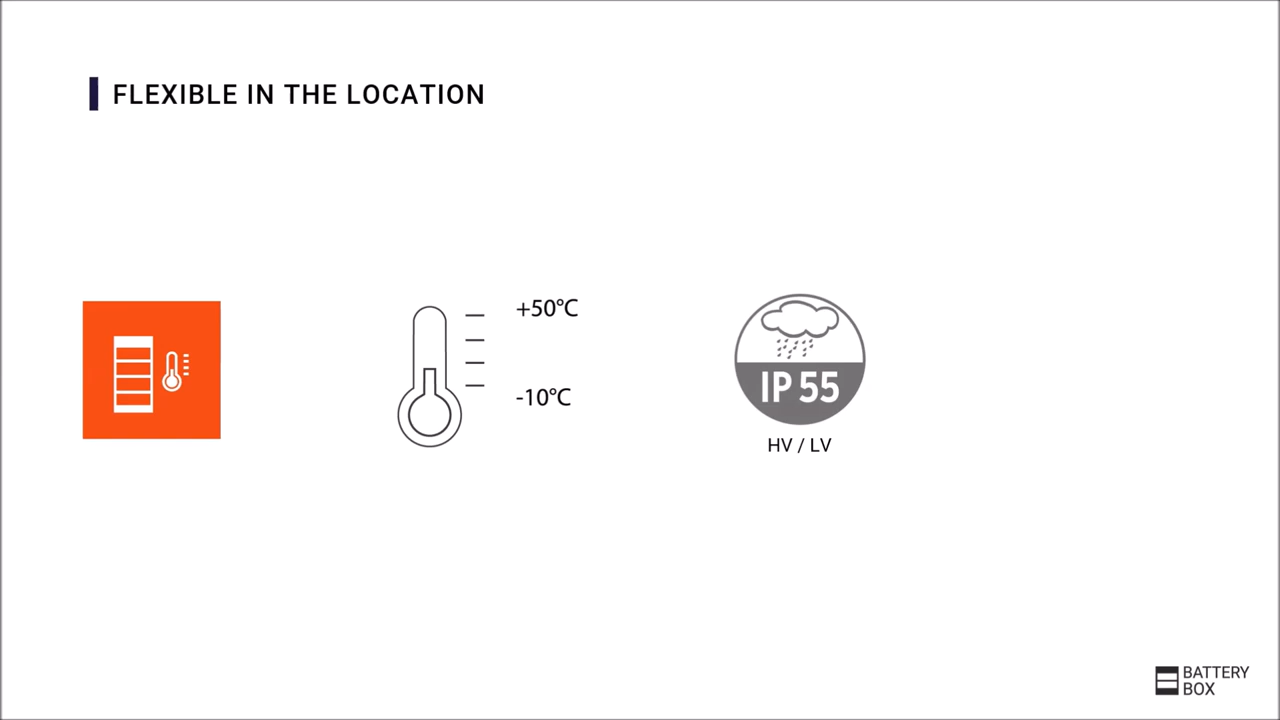 FLEXIBLE IN THE LOCATION
+50°C
-10°C
IP 55
HV / LV
BATTERY
BOX